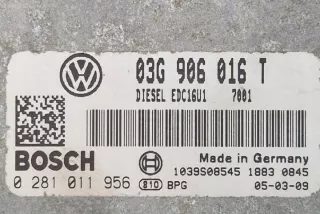 03G 906 016 T
DIESEL EDC16U1 7001
BOSCH
Made in Germany
1039S08545 1883 0845
0 281 011 956 810 BPG 05-03-09